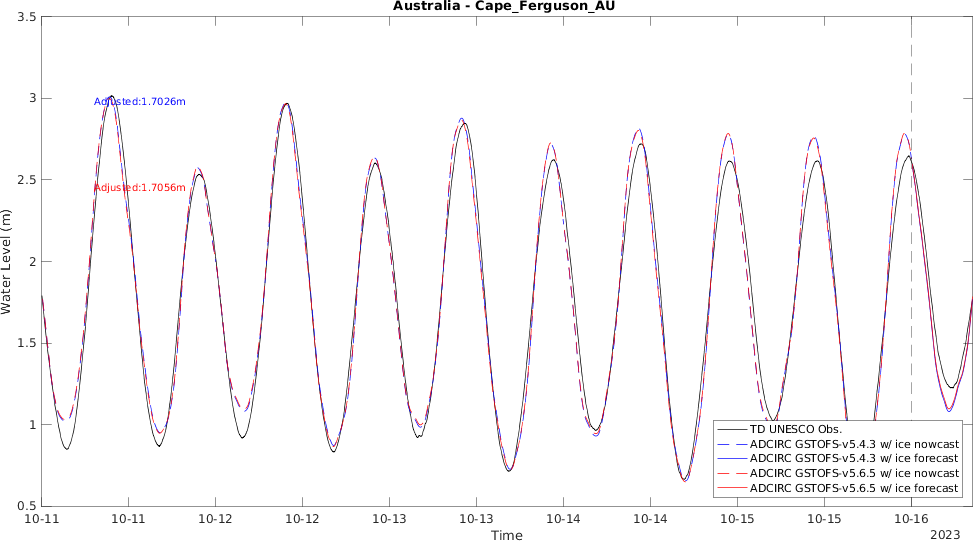 Australia - Cape_Ferguson_AU
3.5
3
2.5
2
1.5
1
0.5
Water Level (m)
Adjusted:1.7026m
Adjusted:1.7056m
TD UNESCO Obs.
ADCIRC GSTOFS-v5.4.3 w/ ice nowcast
ADCIRC GSTOFS-v5.4.3 w/ ice forecast
ADCIRC GSTOFS-v5.6.5 w/ ice nowcast
ADCIRC GSTOFS-v5.6.5 w/ ice forecast
10-11 10-11 10-12 10-12 10-13 10-13 10-14 10-14 10-15 10-15 10-16
Time
2023